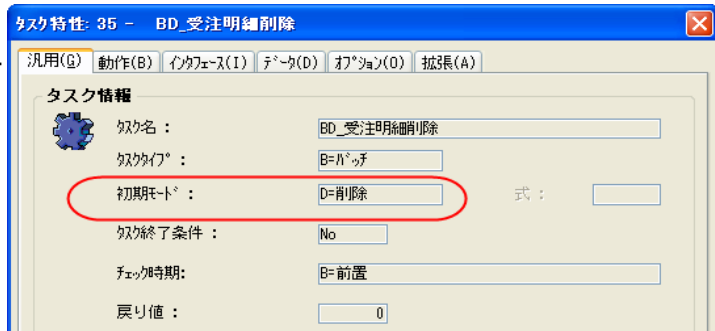 タスク特性: 35 - BD_受注明細削除
汎用(G) 動作(B) インタフェース(I) データ(D) オプション(O) 拡張(A)
タスク情報
タスク名： BD_受注明細削除
タスクタイプ： B=バッチ
初期モード： D=削除 式：
タスク終了条件： No
チェック時期: B=前置
戻り値： 0